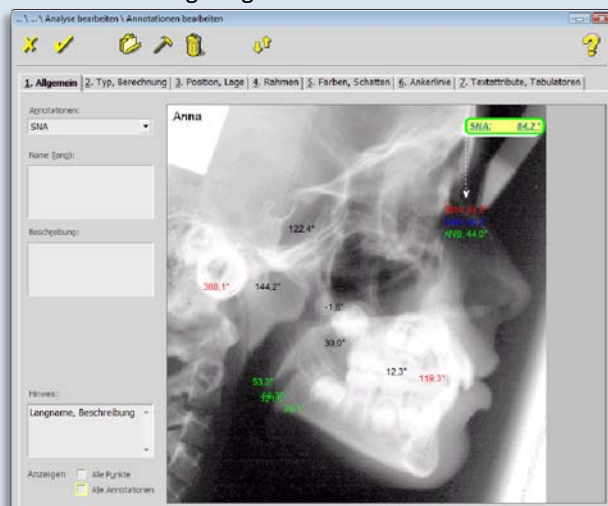 ...\ ...\ Analyse bearbeiten \ Annotationen bearbeiten
1. Allgemein
2. Typ, Berechnung
3. Position, Lage
4. Rahmen
5. Farben, Schatten
6. Ankerlinie
7. Textattribute, Tabulatoren
Annotationen:
SNA
Name (lang):
Beschreibung:
Hinweis:
Langname, Beschreibung
Anzeigen
Alle Punkte
Alle Annotationen
Anna
SNA: 84,2°
ANB: 44,0°
122,4°
388,1°
144,2°
-1,8°
39,0°
12,3°
119,3°
53,3°